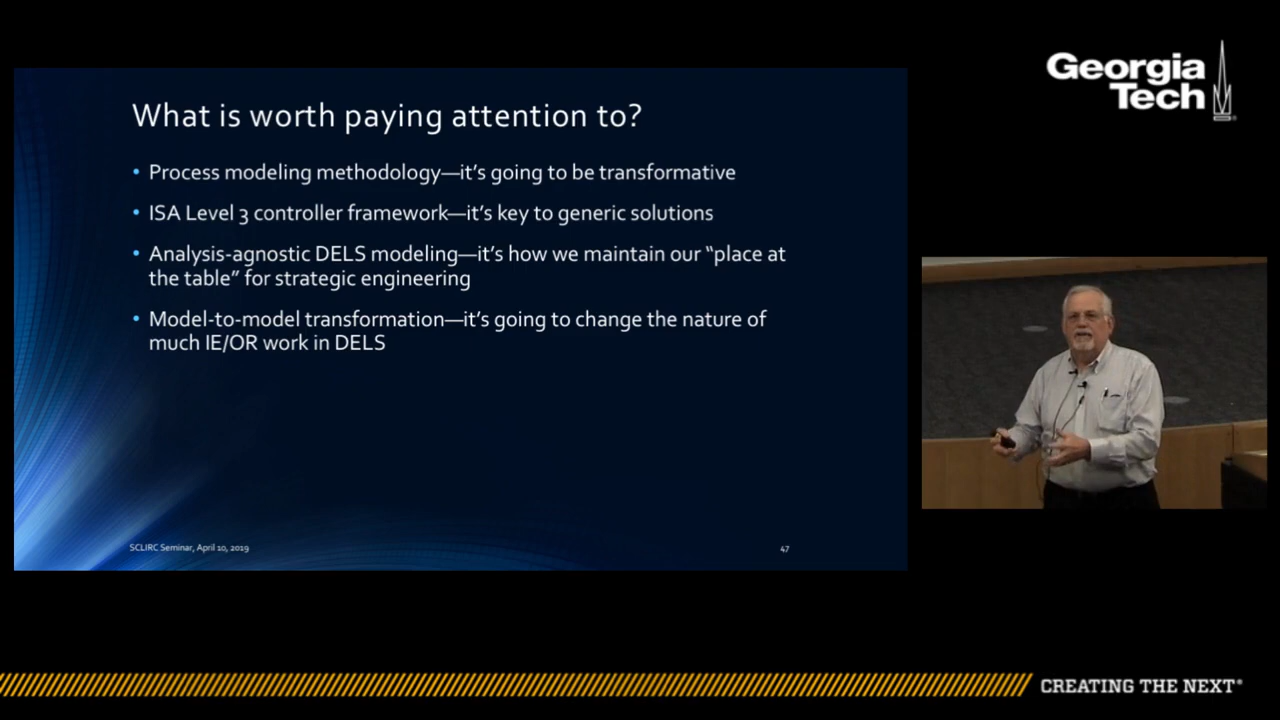 Georgia
Tech
What is worth paying attention to?
• Process modeling methodology—it's going to be transformative
• ISA Level 3 controller framework—it's key to generic solutions
• Analysis-agnostic DELS modeling—it's how we maintain our “place at
the table” for strategic engineering
• Model-to-model transformation—it's going to change the nature of
much IE/OR work in DELS
SCLIRC Seminar, April 10, 2019
47
CREATING THE NEXT®